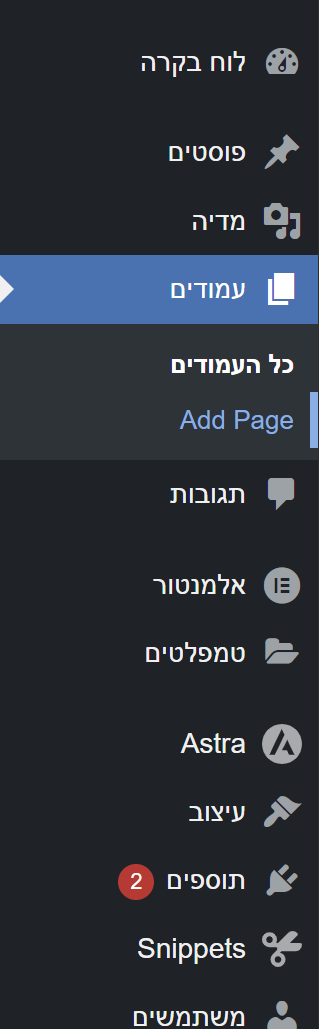 לוח בקרה
פוסטים
מדיה
עמודים
כל העמודים
Add Page
תגובות
אלמנטור
טמפלטים
Astra
עיצוב
תוספים 2
Snippets
משתמשים